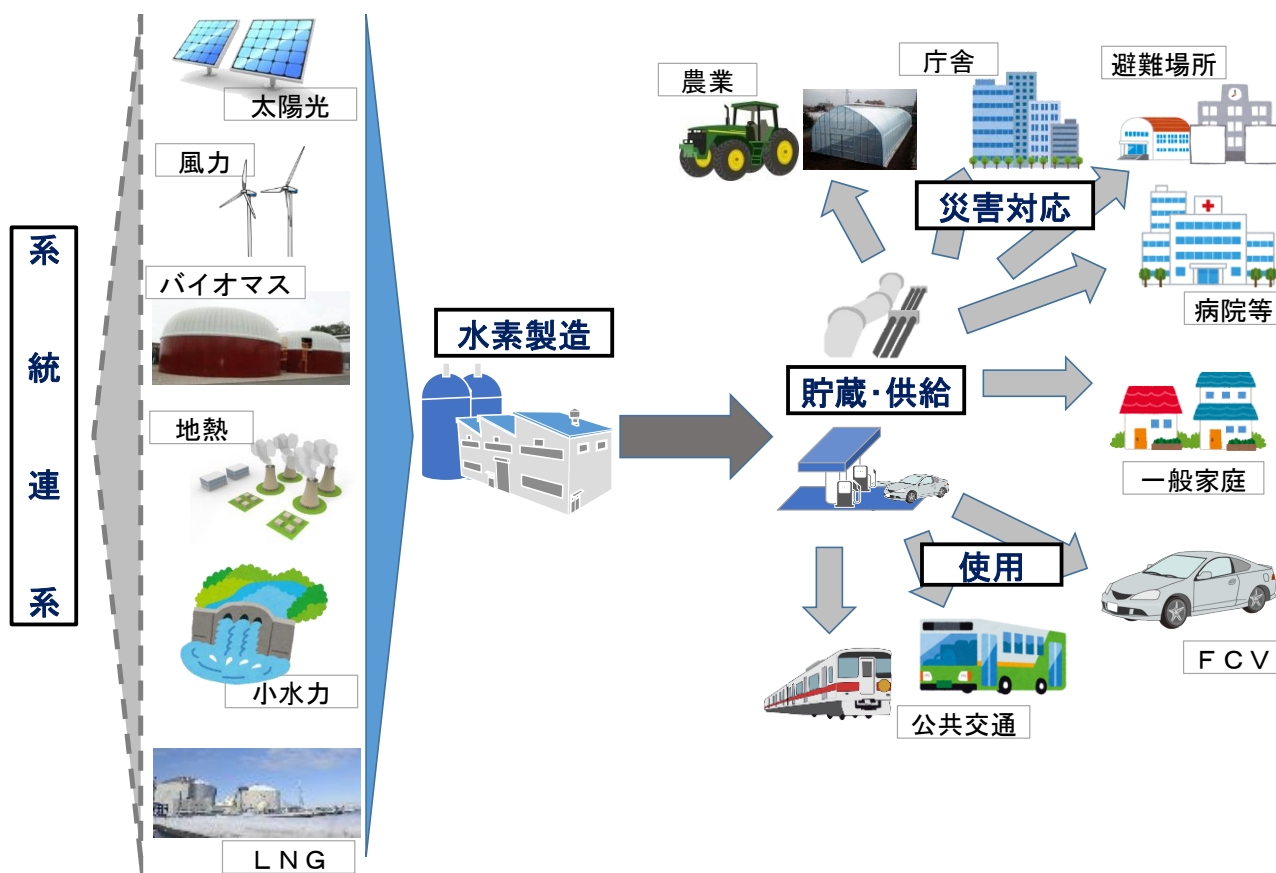 系統連系
太陽光
風力
バイオマス
地熱
小水力
ＬＮＧ
水素製造
貯蔵・供給
農業
庁舎
避難場所
災害対応
病院等
一般家庭
使用
ＦＣＶ
公共交通